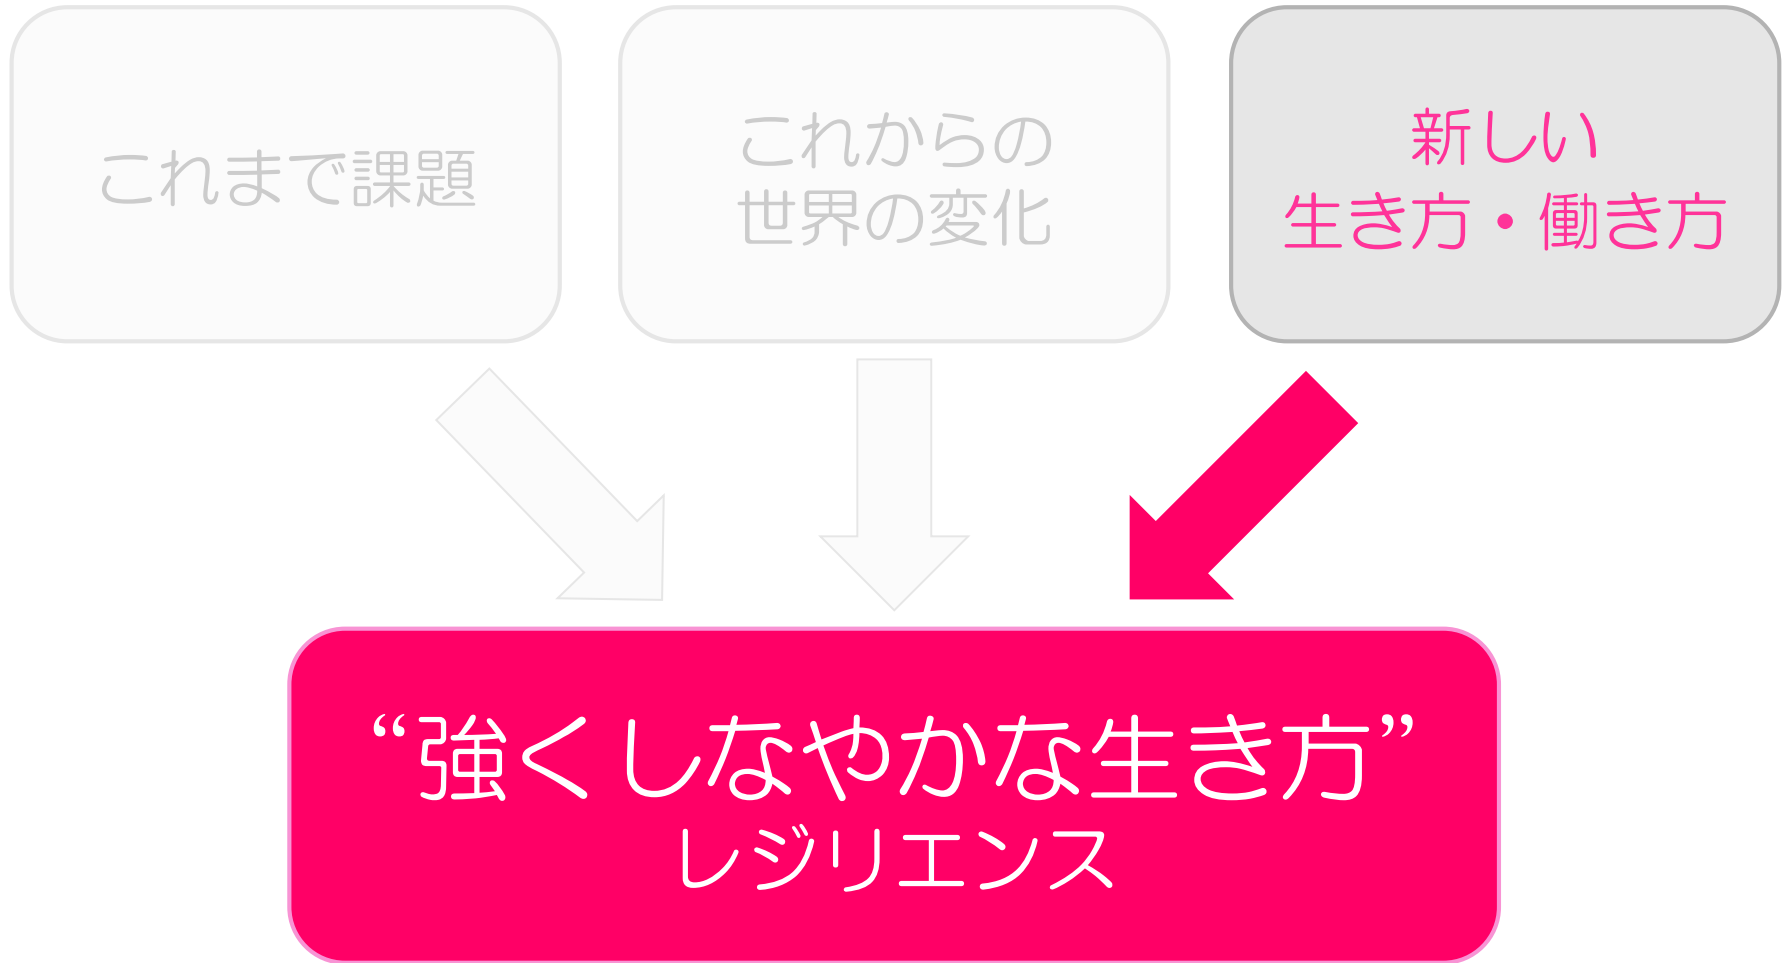 これまで課題
これからの
世界の変化
新しい
生き方・働き方
“強くしなやかな生き方”
レジリエンス